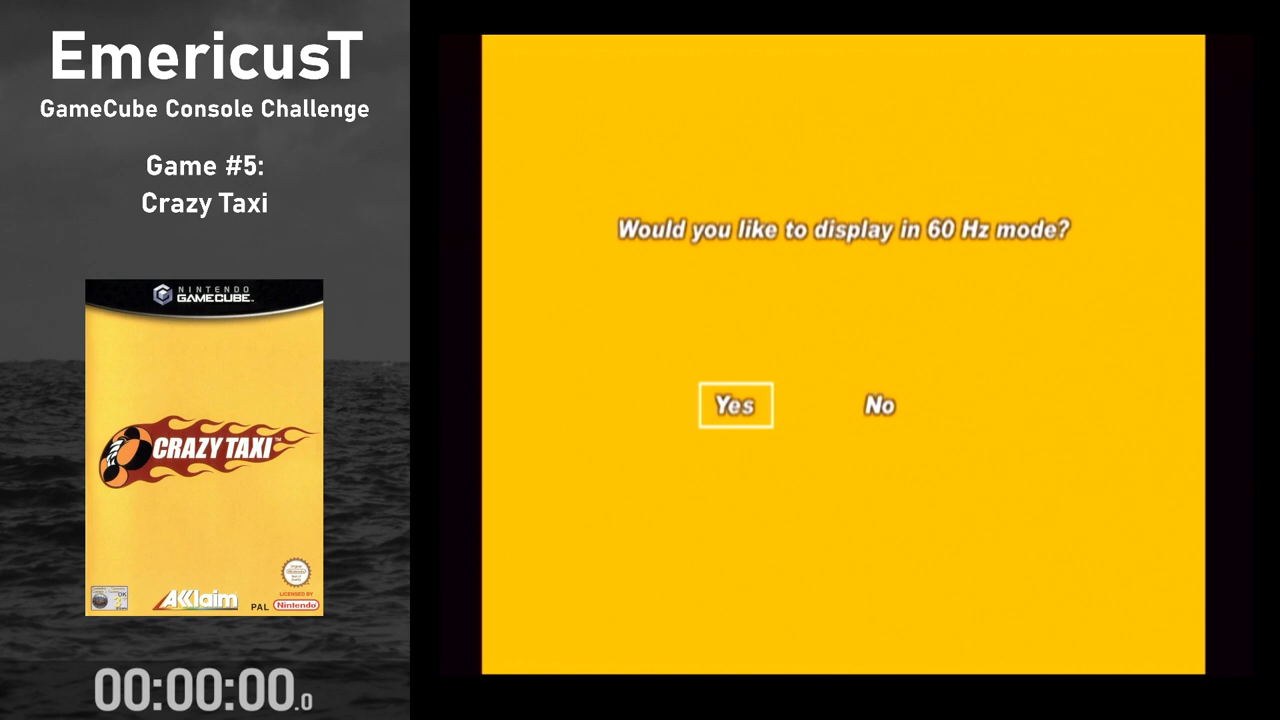 EmericusT
GameCube Console Challenge
Game #5:
Crazy Taxi
NINTENDO
GAMECUBE
CRAZY TAXI
AKklaim
PAL
LICENSED BY
Nintendo
00:00:00.0
Would you like to display in 60 Hz mode?
Yes No